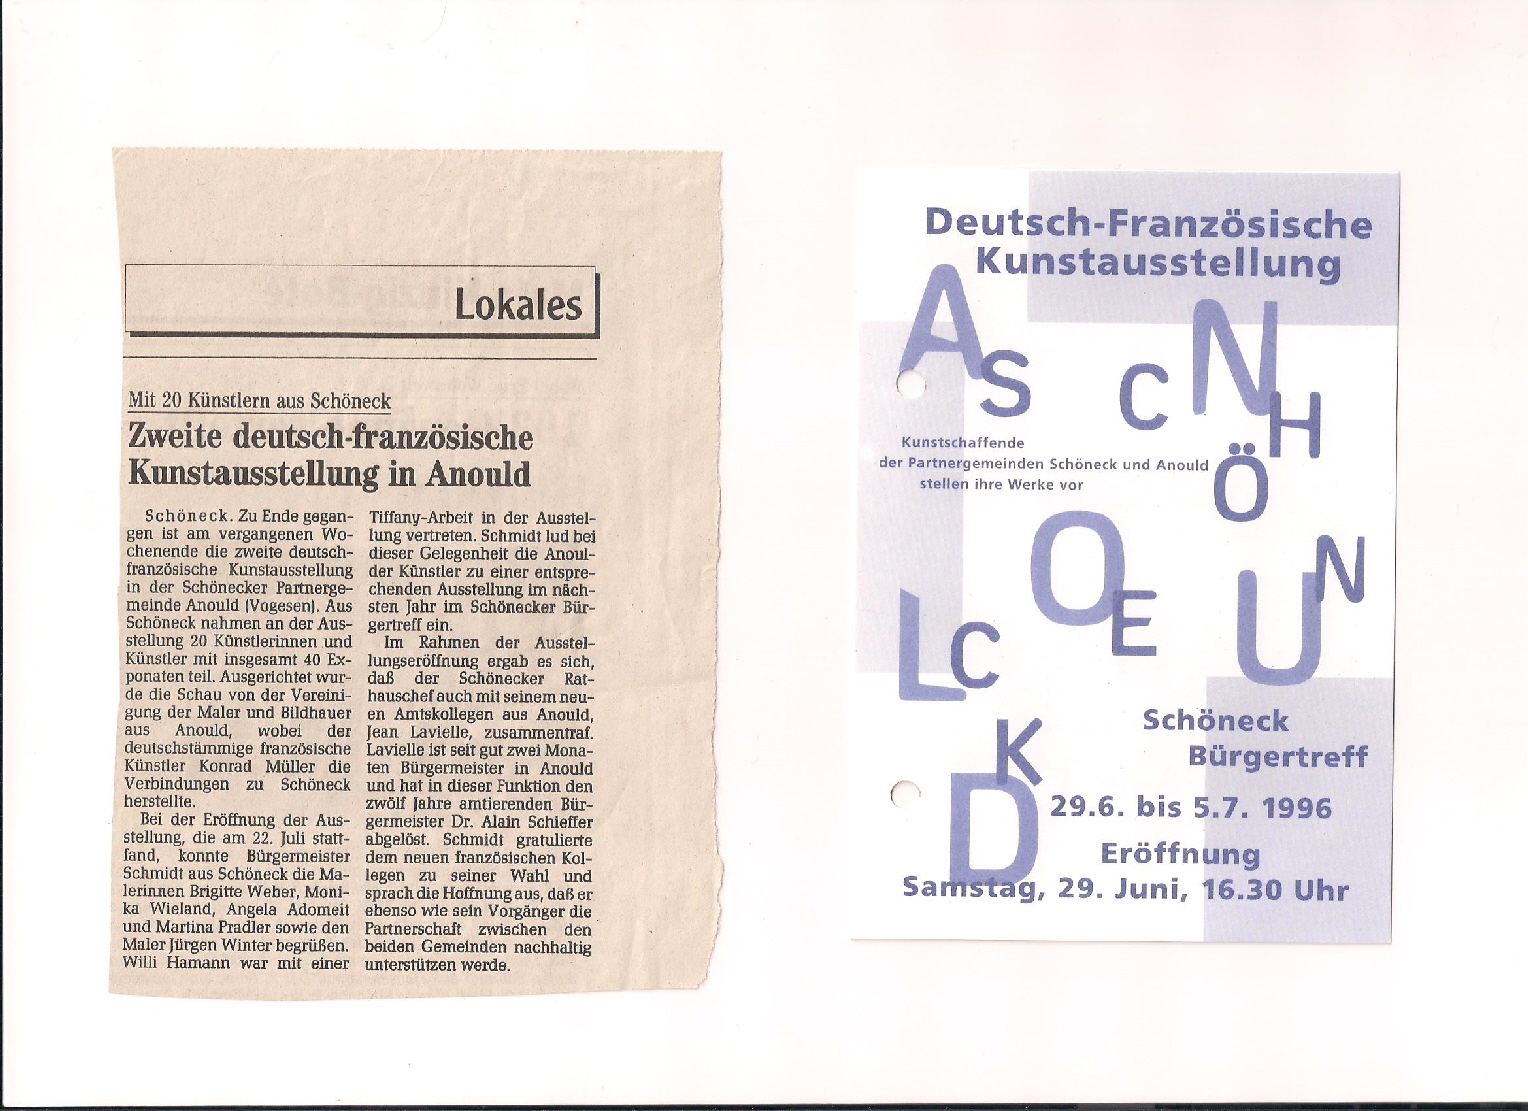 Lokales
Mit 20 Künstlern aus Schöneck
Zweite deutsch-französische
Kunstausstellung in Anould
Schöneck. Zu Ende gegan-
gen ist am vergangenen Wo-
chenende die zweite deutsch-
französische Kunstausstellung
in der Schönecker Partnerge-
meinde Anould (Vogesen). Aus
Schöneck nahmen an der Aus-
stellung 20 Künstlerinnen und
Künstler mit insgesamt 40 Ex-
ponaten teil. Ausgerichtet wur-
de die Schau von der Vereini-
gung der Maler und Bildhauer
aus Anould, wobei der
deutschstämmige französische
Künstler Konrad Müller die
Verbindungen zu Schöneck
herstellte.
Bei der Eröffnung der Aus-
stellung, die am 22. Juli statt-
fand, konnte Bürgermeister
Schmidt aus Schöneck die Ma-
lerinnen Brigitte Weber, Moni-
ka Wieland, Angela Adomeit
und Martina Pradler sowie den
Maler Jürgen Winter begrüßen.
Willi Hamann war mit einer
Tiffany-Arbeit in der Ausstel-
lung vertreten. Schmidt lud bei
dieser Gelegenheit die Anoul-
der Künstler zu einer entspre-
chenden Ausstellung im näch-
sten Jahr im Schönecker Bür-
gertreff ein.
Im Rahmen der Ausstel-
lungseröffnung ergab es sich,
daß der Schönecker Rat-
hauschef auch mit seinem neu-
en Amtskollegen aus Anould,
Jean Lavielle, zusammentraf.
Lavielle ist seit gut zwei Mona-
ten Bürgermeister in Anould
und hat in dieser Funktion den
zwölf Jahre amtierenden Bür-
germeister Dr. Alain Schieffer
abgelöst. Schmidt gratulierte
dem neuen französischen Kol-
legen zu seiner Wahl und
sprach die Hoffnung aus, daß er
ebenso wie sein Vorgänger die
Partnerschaft zwischen den
beiden Gemeinden nachhaltig
unterstützen werde.
Deutsch-Französische
Kunstausstellung
A S C N H
Kunstschaffende
der Partnergemeinden Schöneck und Anould
stellen ihre Werke vor
Ö
O E U N
L C
K
D
Schöneck
Bürgertreff
29.6. bis 5.7. 1996
Eröffnung
Samstag, 29. Juni, 16.30 Uhr